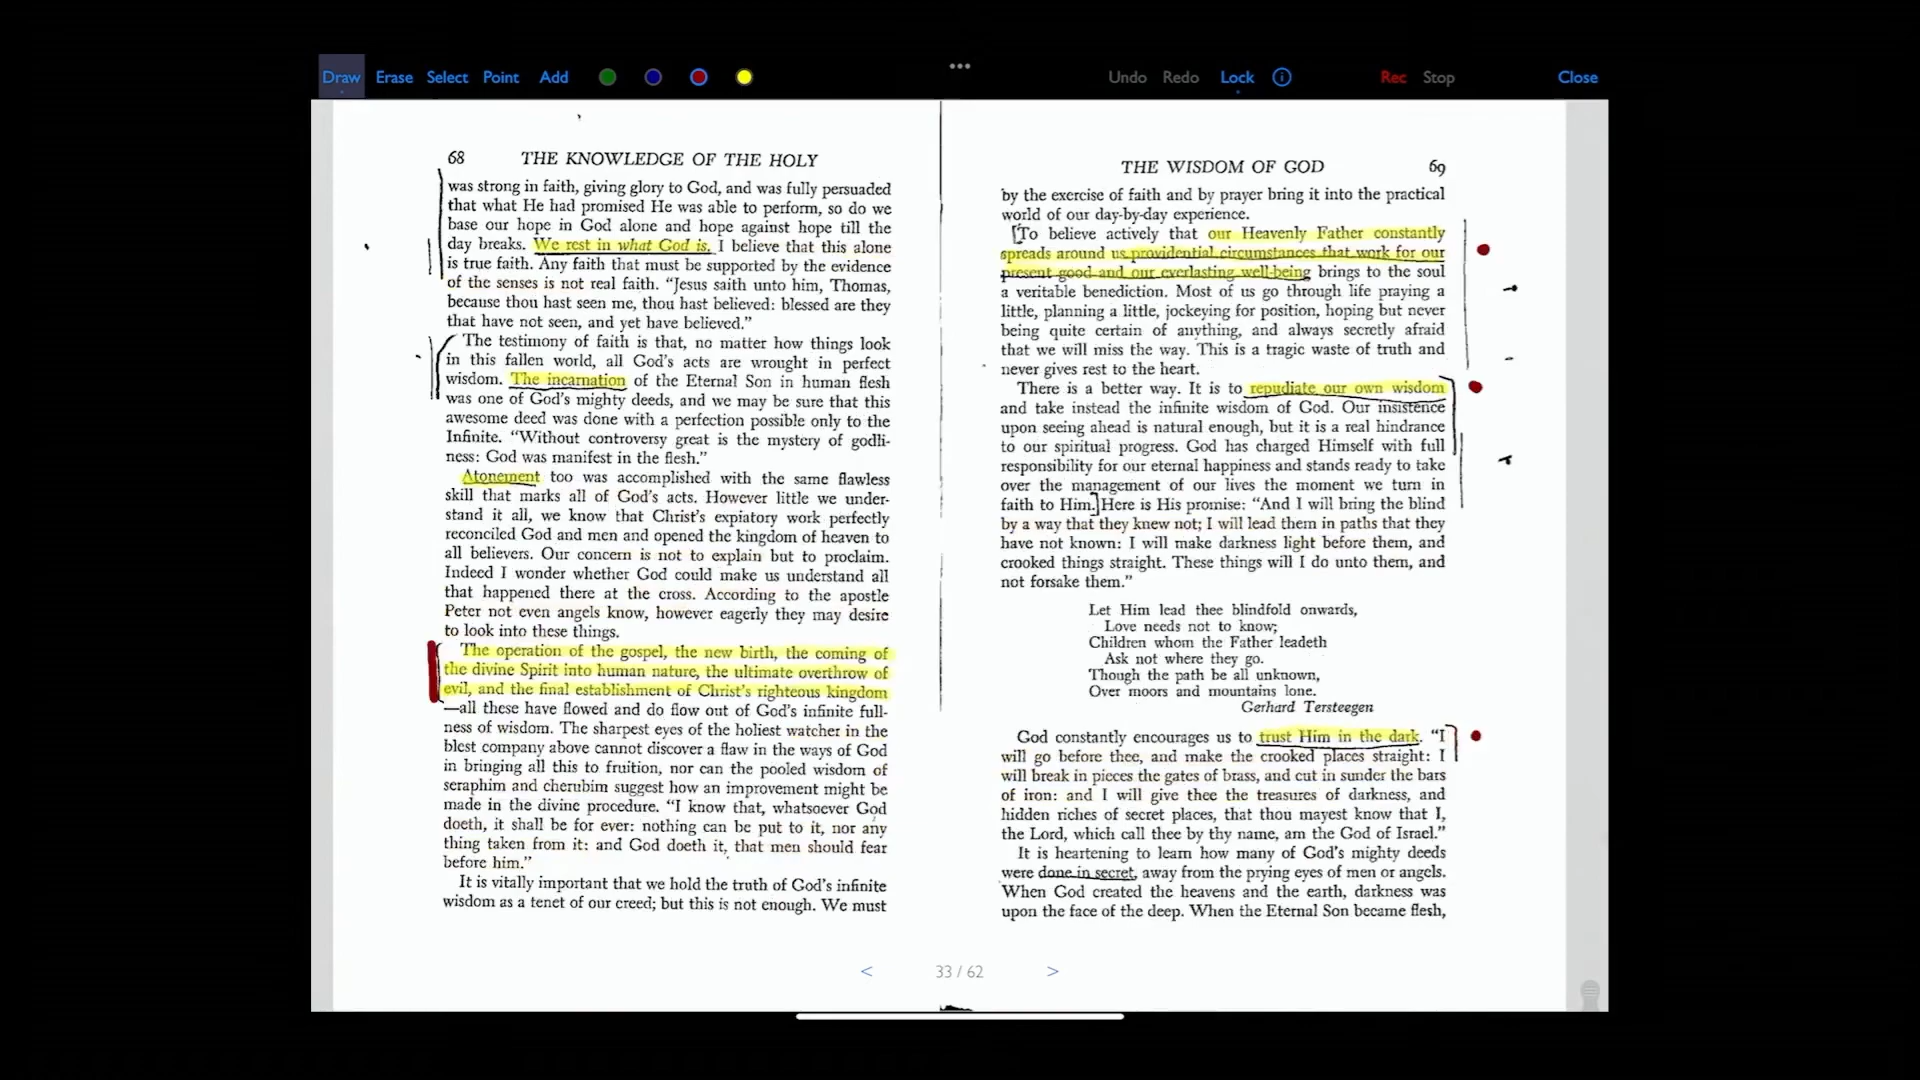 Draw Erase Select Point Add Undo Redo Lock Rec Stop Close
68 THE KNOWLEDGE OF THE HOLY
was strong in faith, giving glory to God, and was fully persuaded
that what He had promised He was able to perform, so do we
base our hope in God alone and hope against hope till the
day breaks. We rest in what God is. I believe that this alone
is true faith. Any faith that must be supported by the evidence
of the senses is not real faith. “Jesus saith unto him, Thomas,
because thou hast seen me, thou hast believed: blessed are they
that have not seen, and yet have believed.”
The testimony of faith is that, no matter how things look
in this fallen world, all God’s acts are wrought in perfect
wisdom. The incarnation of the Eternal Son in human flesh
was one of God’s mighty deeds, and we may be sure that this
awesome deed was done with a perfection possible only to the
Infinite. “Without controversy great is the mystery of godli-
ness: God was manifest in the flesh.”
Atonement too was accomplished with the same flawless
skill that marks all of God’s acts. However little we under-
stand it all, we know that Christ’s expiatory work perfectly
reconciled God and men and opened the kingdom of heaven to
all believers. Our concern is not to explain but to proclaim.
Indeed I wonder whether God could make us understand all
that happened there at the cross. According to the apostle
Peter not even angels know, however eagerly they may desire
to look into these things.
The operation of the gospel, the new birth, the coming of
the divine Spirit into human nature, the ultimate overthrow of
evil, and the final establishment of Christ’s righteous kingdom
—all these have flowed and do flow out of God’s infinite full-
ness of wisdom. The sharpest eyes of the holiest watcher in the
blest company above cannot discover a flaw in the ways of God
in bringing all this to fruition, nor can the pooled wisdom of
seraphim and cherubim suggest how an improvement might be
made in the divine procedure. “I know that, whatsoever God
doeth, it shall be for ever: nothing can be put to it, nor any
thing taken from it: and God doeth it, that men should fear
before him.”
It is vitally important that we hold the truth of God’s infinite
wisdom as a tenet of our creed; but this is not enough. We must
THE WISDOM OF GOD 69
by the exercise of faith and by prayer bring it into the practical
world of our day-by-day experience.
To believe actively that our Heavenly Father constantly
spreads around us providential circumstances that work for our
present good and our everlasting well-being brings to the soul
a veritable benediction. Most of us go through life praying a
little, planning a little, jockeying for position, hoping but never
being quite certain of anything, and always secretly afraid
that we will miss the way. This is a tragic waste of truth and
never gives rest to the heart.
There is a better way. It is to repudiate our own wisdom
and take instead the infinite wisdom of God. Our insistence
upon seeing ahead is natural enough, but it is a real hindrance
to our spiritual progress. God has charged Himself with full
responsibility for our eternal happiness and stands ready to take
over the management of our lives the moment we turn in
faith to Him. Here is His promise: “And I will bring the blind
by a way that they knew not; I will lead them in paths that they
have not known: I will make darkness light before them, and
crooked things straight. These things will I do unto them, and
not forsake them.”
Let Him lead thee blindfold onwards,
Love needs not to know;
Children whom the Father leadeth
Ask not where they go.
Though the path be all unknown,
Over moors and mountains lone.
Gerhard Tersteegen
God constantly encourages us to trust Him in the dark. “I
will go before thee, and make the crooked places straight: I
will break in pieces the gates of brass, and cut in sunder the bars
of iron: and I will give thee the treasures of darkness, and
hidden riches of secret places, that thou mayest know that I,
the Lord, which call thee by thy name, am the God of Israel.”
It is heartening to learn how many of God’s mighty deeds
were done in secret, away from the prying eyes of men or angels.
When God created the heavens and the earth, darkness was
upon the face of the deep. When the Eternal Son became flesh,
< 33 / 62 >